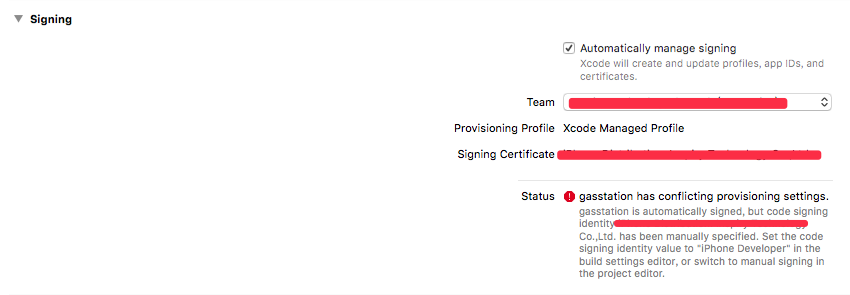 Signing
Automatically manage signing
Xcode will create and update profiles, app IDs, and
certificates.
Team
Provisioning Profile Xcode Managed Profile
Signing Certificate
Status gasstation has conflicting provisioning settings.
gasstation is automatically signed, but code signing
identity
Co.,Ltd. has been manually specified. Set the code
signing identity value to "iPhone Developer" in the
build settings editor, or switch to manual signing in
the project editor.